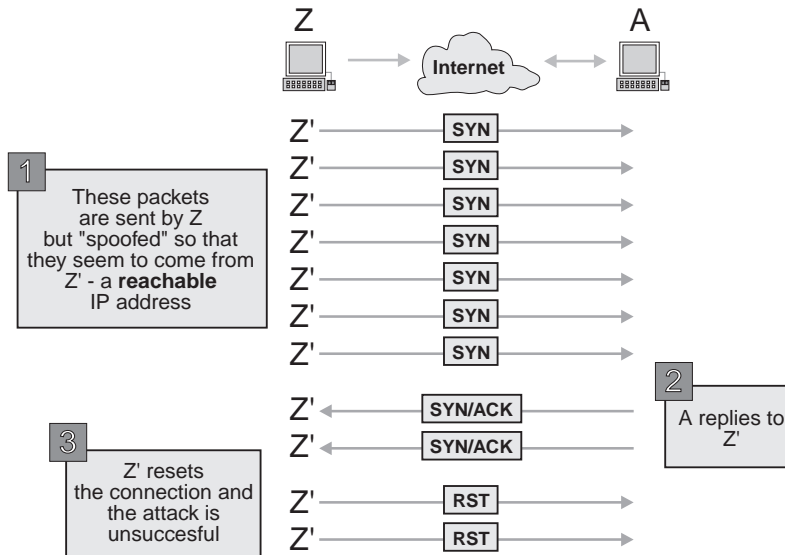 Z
A
Internet
Z' SYN
Z' SYN
Z' SYN
Z' SYN
Z' SYN
Z' SYN
Z' SYN
1
These packets
are sent by Z
but "spoofed" so that
they seem to come from
Z' - a reachable
IP address
Z' SYN/ACK
Z' SYN/ACK
2
A replies to
Z'
3
Z' resets
the connection and
the attack is
unsuccesful
Z' RST
Z' RST